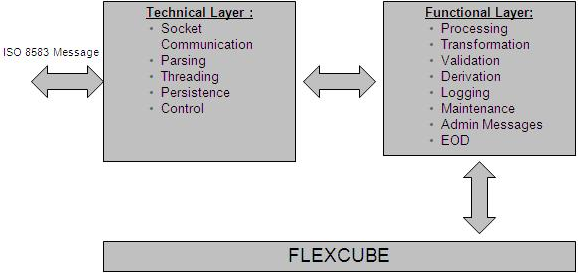 ISO 8583 Message
Technical Layer :
• Socket
Communication
• Parsing
• Threading
• Persistence
• Control
Functional Layer:
• Processing
• Transformation
• Validation
• Derivation
• Logging
• Maintenance
• Admin Messages
• EOD
FLEXCUBE